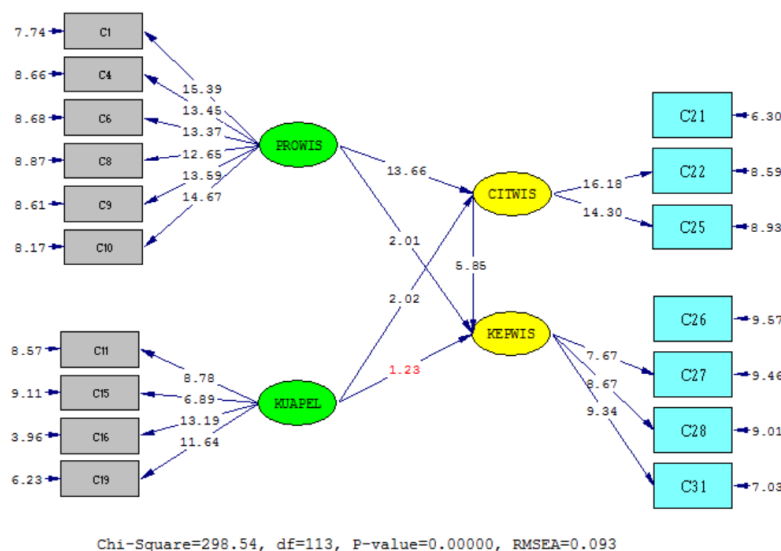 7.74
C1
8.66
C4
8.68
C6
8.87
C8
8.61
C9
8.17
C10
15.39
13.45
13.37
12.65
13.59
14.67
PROWIS
13.66
2.01
CITWIS
16.18
14.30
C21
6.30
C22
8.59
C25
8.93
5.85
2.02
1.23
KEPWIS
7.67
8.67
9.34
C26
9.57
C27
9.46
C28
9.01
C31
7.03
8.57
C11
9.11
C15
3.96
C16
6.23
C19
8.78
6.89
13.19
11.64
KUAPEL
Chi-Square=298.54, df=113, P-value=0.00000, RMSEA=0.093